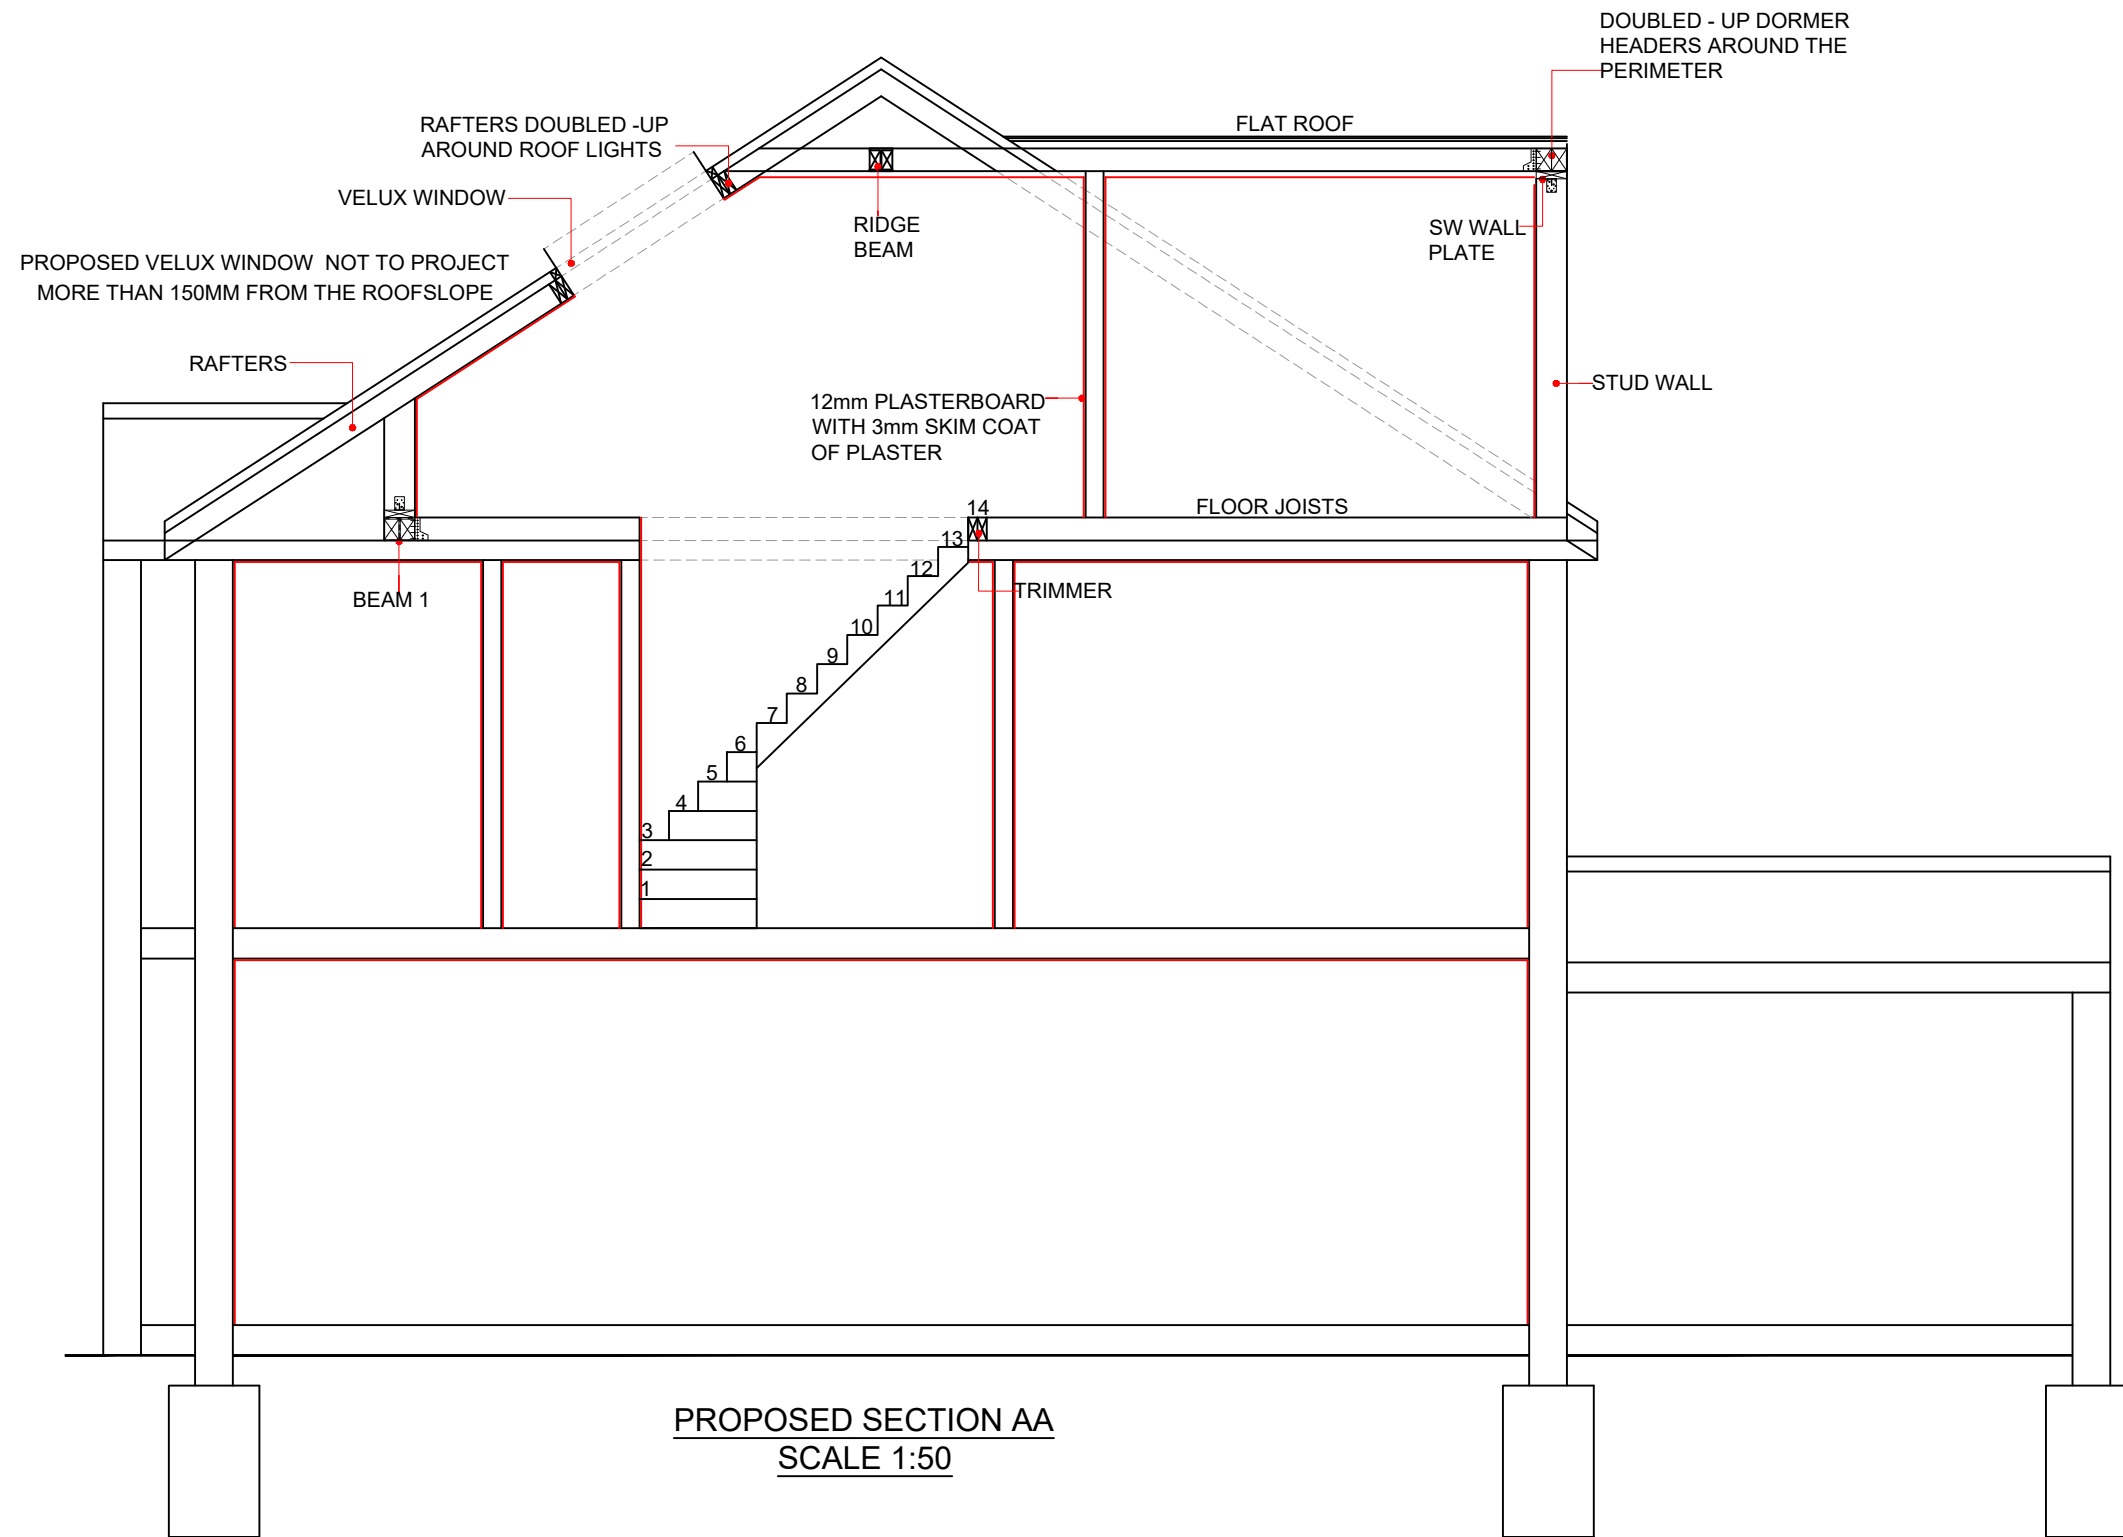 DOUBLED - UP DORMER
HEADERS AROUND THE
PERIMETER
RAFTERS DOUBLED -UP
AROUND ROOF LIGHTS
FLAT ROOF
VELUX WINDOW
RIDGE
BEAM
SW WALL
PLATE
PROPOSED VELUX WINDOW  NOT TO PROJECT
MORE THAN 150MM FROM THE ROOFSLOPE
RAFTERS
STUD WALL
12mm PLASTERBOARD
WITH 3mm SKIM COAT
OF PLASTER
FLOOR JOISTS
14
13
12
11
10
9
8
7
6
5
4
3
2
1
BEAM 1
TRIMMER
PROPOSED SECTION AA
SCALE 1:50